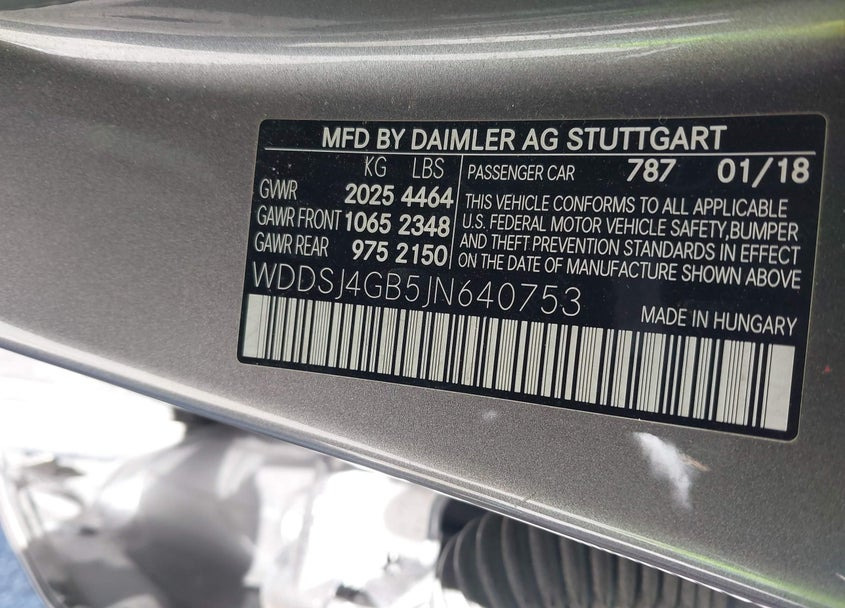 MFD BY DAIMLER AG STUTTGART
KG LBS
GVWR 2025 4464
GAWR FRONT 1065 2348
GAWR REAR 975 2150
PASSENGER CAR 787 01/18
THIS VEHICLE CONFORMS TO ALL APPLICABLE
U.S. FEDERAL MOTOR VEHICLE SAFETY,BUMPER
AND THEFT PREVENTION STANDARDS IN EFFECT
ON THE DATE OF MANUFACTURE SHOWN ABOVE
WDDSJ4GB5JN640753
MADE IN HUNGARY